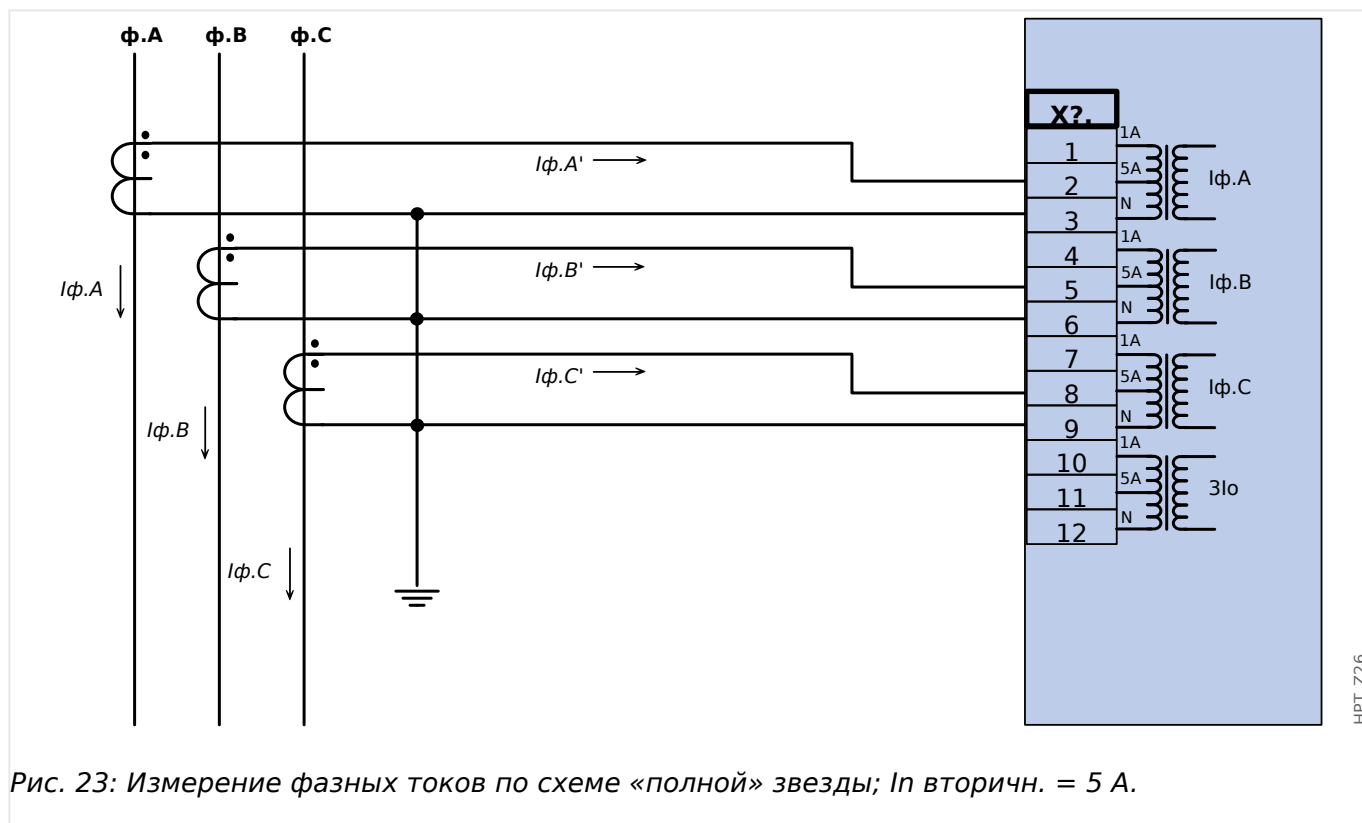 ф.A ф.B ф.C
X?.
1A
1
Iф.A'
5A
Iф.A
2
N
3
1A
4
Iф.B'
5A
Iф.B
Iф.A
5
N
6
1A
7
Iф.C'
5A
Iф.C
8
N
9
Iф.B
1A
10
5A
3Io
11
N
12
Iф.C
Рис. 23: Измерение фазных токов по схеме «полной» звезды; In вторичн. = 5 А.